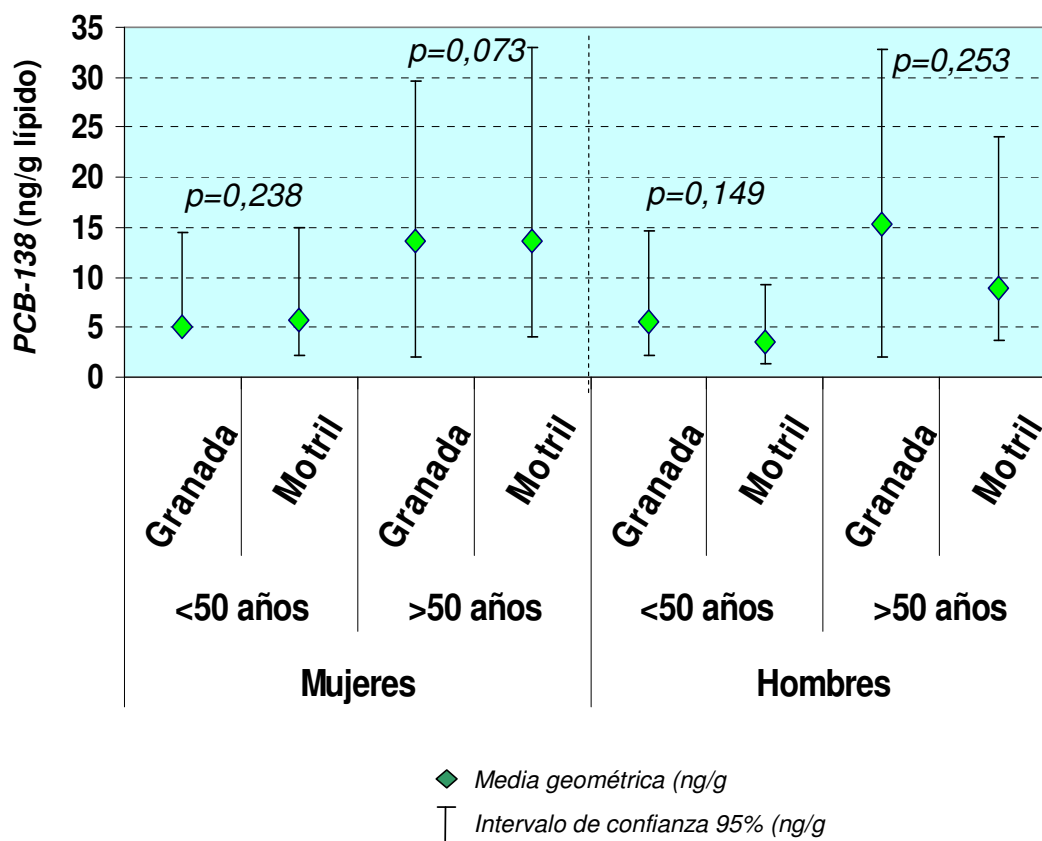 PCB-138 (ng/g lípido)
35
30
25
20
15
10
5
0
p=0,238
p=0,073
p=0,149
p=0,253
Granada
Motril
Granada
Motril
Granada
Motril
Granada
Motril
<50 años
>50 años
<50 años
>50 años
Mujeres
Hombres
Media geométrica (ng/g
Intervalo de confianza 95% (ng/g